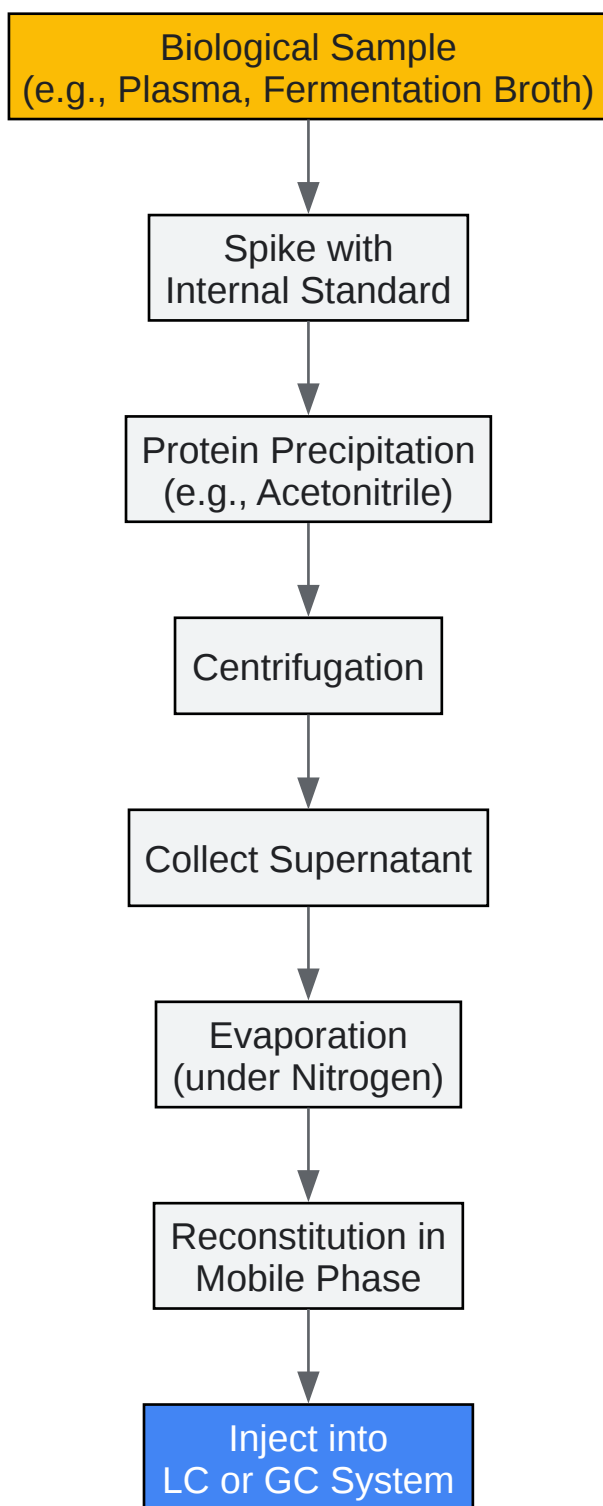 Biological Sample
(e.g., Plasma, Fermentation Broth)
Spike with
Internal Standard
Protein Precipitation
(e.g., Acetonitrile)
Centrifugation
Collect Supernatant
Evaporation
(under Nitrogen)
Reconstitution in
Mobile Phase
Inject into
LC or GC System